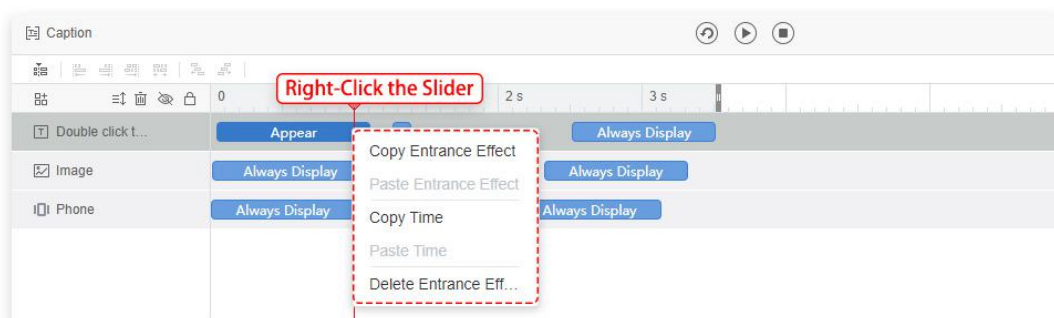 Caption
Right-Click the Slider
0 2 s 3 s
Double click t...
Appear
Always Display
Image
Always Display
Always Display
Phone
Always Display
Always Display
Copy Entrance Effect
Paste Entrance Effect
Copy Time
Paste Time
Delete Entrance Eff...